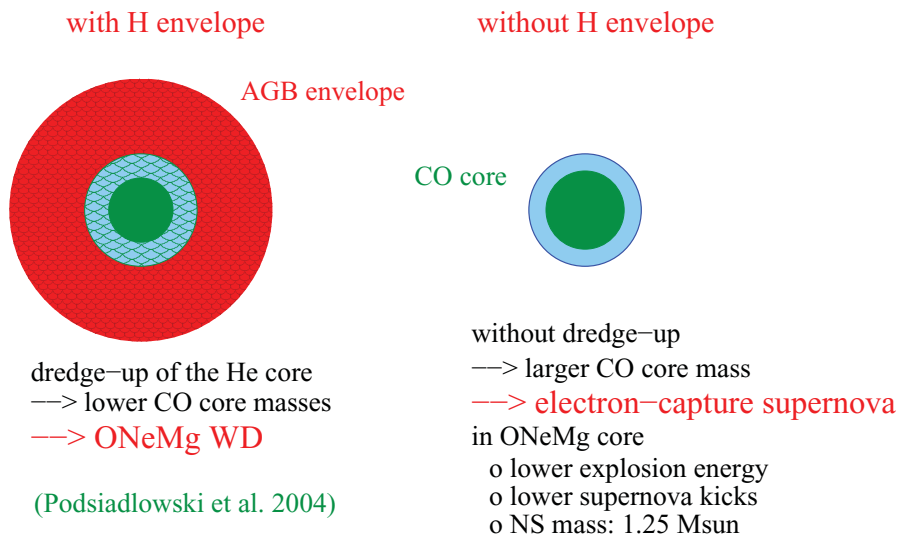 with H envelope
AGB envelope
dredge−up of the He core
−−> lower CO core masses
−−> ONeMg WD
(Podsiadlowski et al. 2004)
without H envelope
CO core
without dredge−up
−−> larger CO core mass
−−> electron−capture supernova
in ONeMg core
o lower explosion energy
o lower supernova kicks
o NS mass: 1.25 Msun